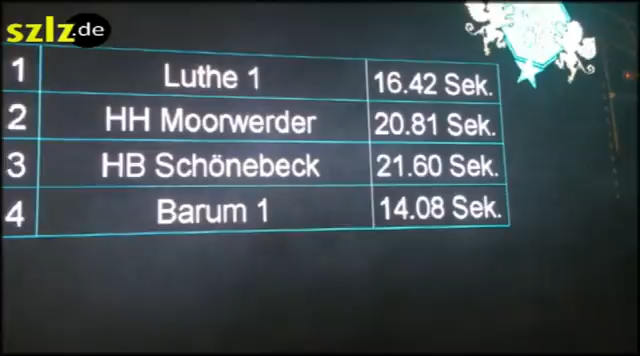 szlz.de
1 Luthe 1 16.42 Sek.
2 HH Moorwerder 20.81 Sek.
3 HB Schönebeck 21.60 Sek.
4 Barum 1 14.08 Sek.